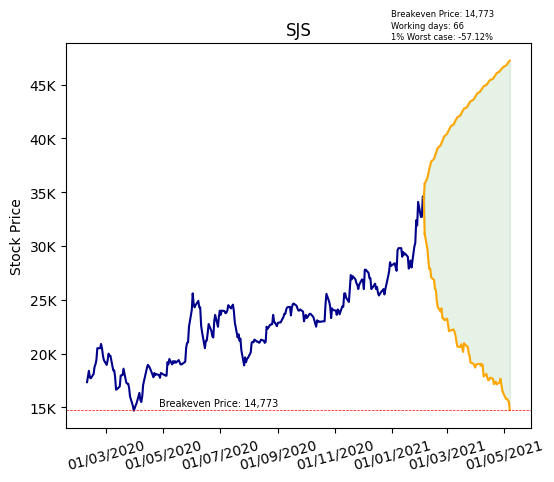 Breakeven Price: 14,773
Working days: 66
1% Worst case: -57.12%
SJS
Stock Price
45K
40K
35K
30K
25K
20K
15K
Breakeven Price: 14,773
01/03/2020
01/05/2020
01/07/2020
01/09/2020
01/11/2020
01/01/2021
01/03/2021
01/05/2021